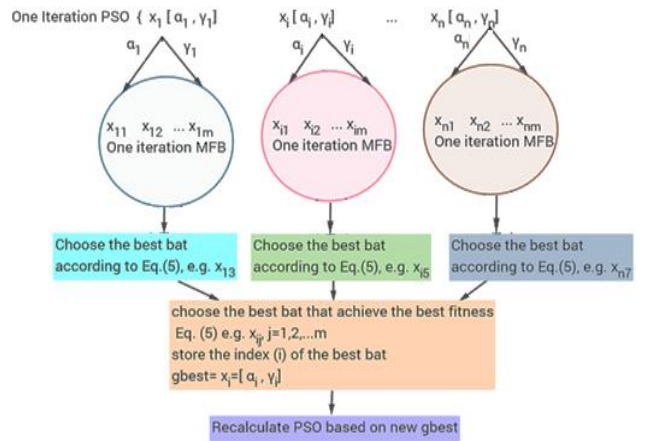 One Iteration PSO { x1 [ α1 , γ1] xi [ αi , γi] ... xn [ αn , γn]
α1 γ1 αi γi αn γn
x11 x12 ... x1m
One iteration MFB
xi1 xi2 ... xim
One iteration MFB
xn1 xn2 ... xnm
One iteration MFB
Choose the best bat
according to Eq.(5), e.g. x13
Choose the best bat
according to Eq.(5), e.g. xi5
Choose the best bat
according to Eq.(5), e.g. xn7
choose the best bat that achieve the best fitness
Eq. (5) e.g. xij, j=1,2,...m
store the index (i) of the best bat
gbest= xi=[ αi , γi]
Recalculate PSO based on new gbest